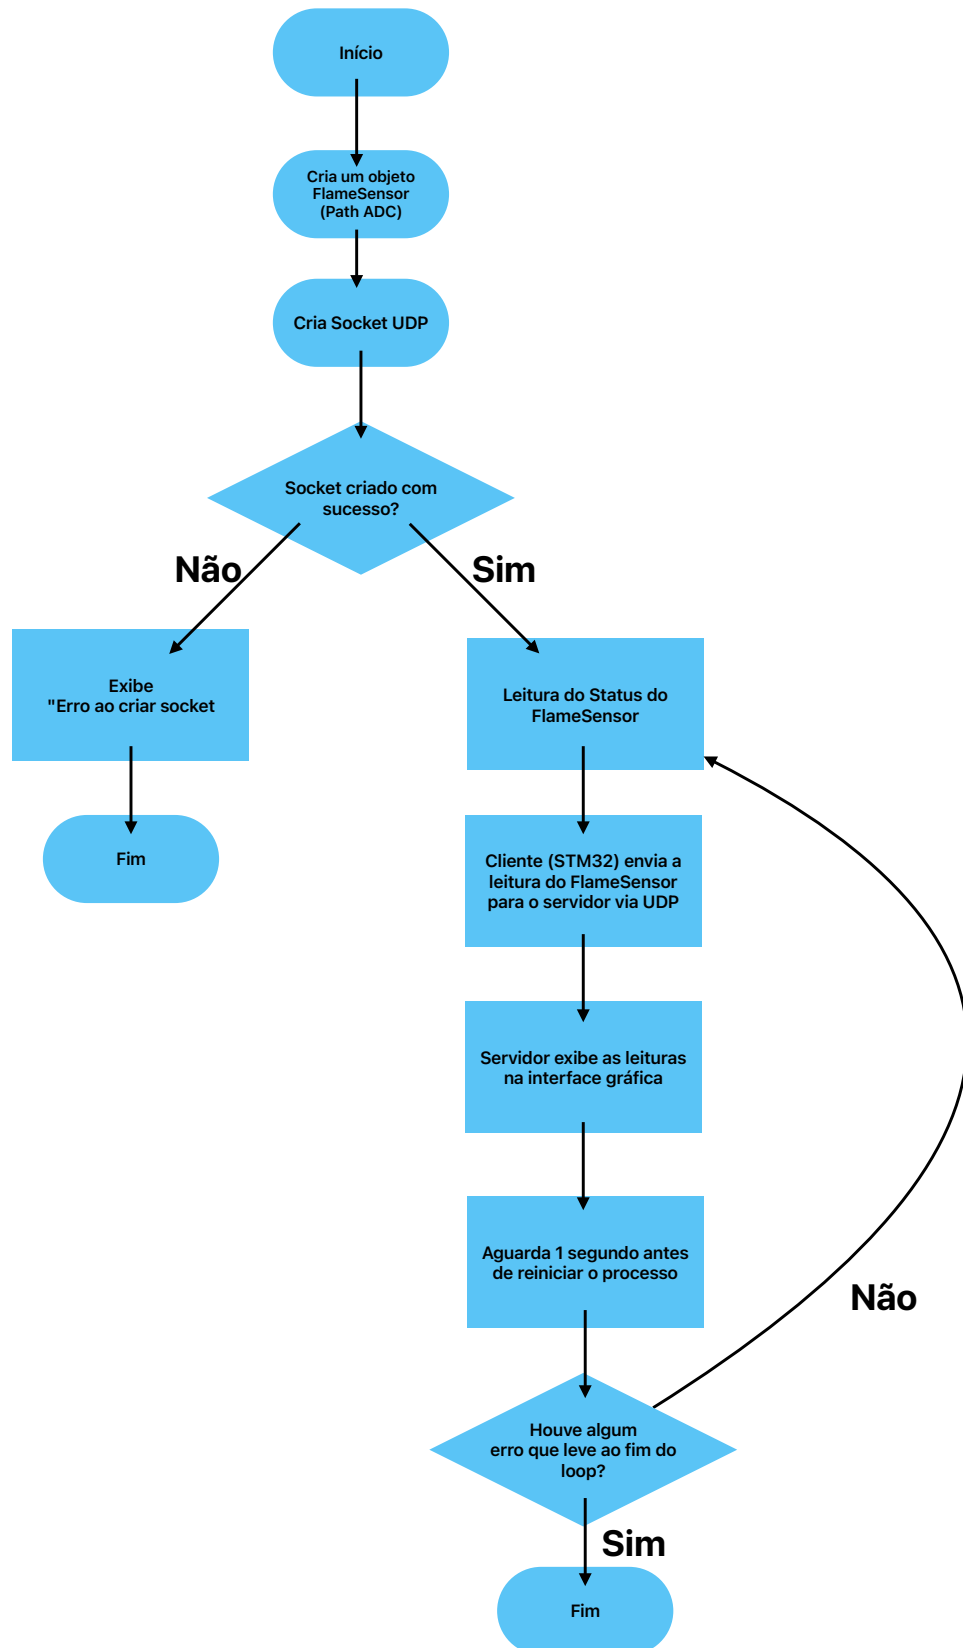 Início
Cria um objeto
FlameSensor
(Path ADC)
Cria Socket UDP
Socket criado com
sucesso?
Não
Sim
Exibe
"Erro ao criar socket
Fim
Leitura do Status do
FlameSensor
Cliente (STM32) envia a
leitura do FlameSensor
para o servidor via UDP
Servidor exibe as leituras
na interface gráfica
Aguarda 1 segundo antes
de reiniciar o processo
Não
Houve algum
erro que leve ao fim do
loop?
Sim
Fim